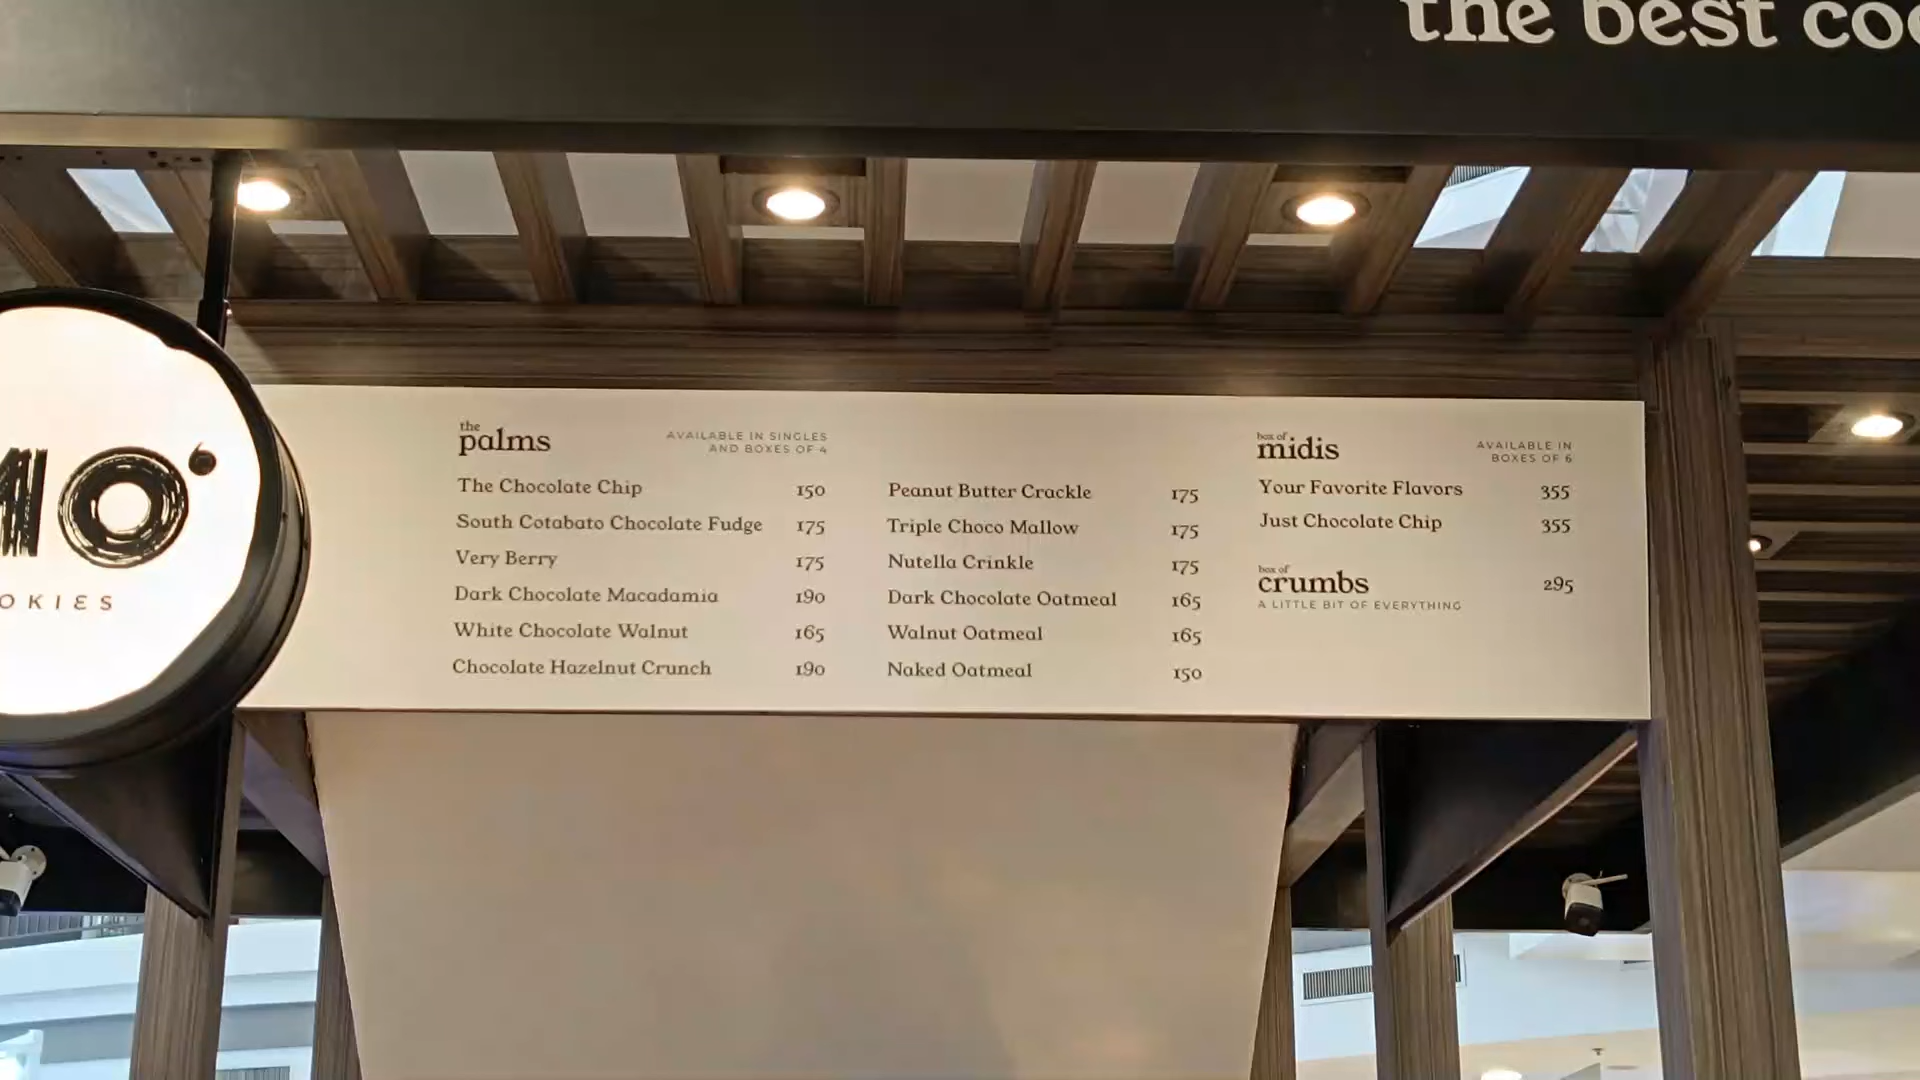 the best
the
palms
AVAILABLE IN SINGLES
AND BOXES OF 4
The Chocolate Chip 150
South Cotabato Chocolate Fudge 175
Very Berry 175
Dark Chocolate Macadamia 190
White Chocolate Walnut 165
Chocolate Hazelnut Crunch 190
Peanut Butter Crackle 175
Triple Choco Mallow 175
Nutella Crinkle 175
Dark Chocolate Oatmeal 165
Walnut Oatmeal 165
Naked Oatmeal 150
box of
midis
AVAILABLE IN
BOXES OF 6
Your Favorite Flavors 355
Just Chocolate Chip 355
box of
crumbs 295
A LITTLE BIT OF EVERYTHING